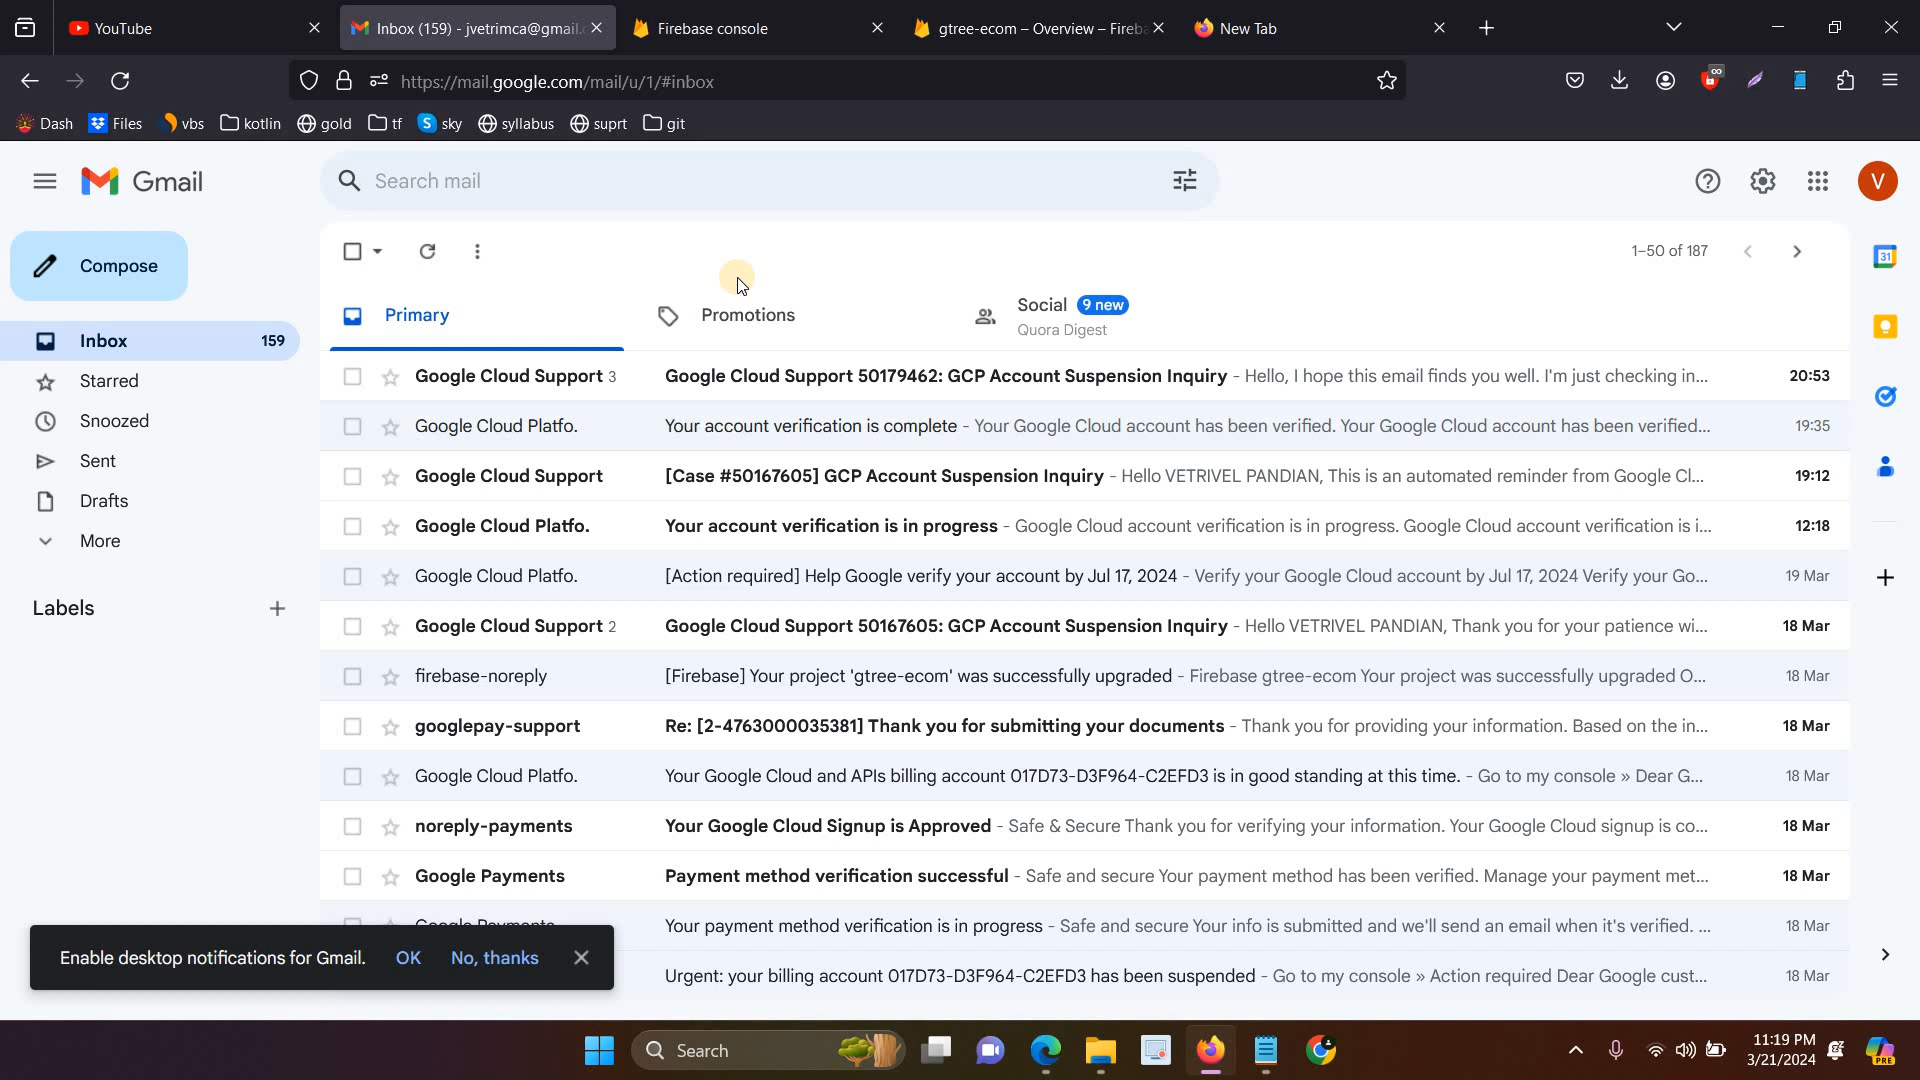 YouTube
Inbox (159) - jvetrimca@gmail.c
Firebase console
gtree-ecom – Overview – Fireba
New Tab
https://mail.google.com/mail/u/1/#inbox
Dash Files vbs kotlin gold tf sky syllabus suprt git
Gmail
Search mail
V
Compose
1–50 of 187
31
Primary
Promotions
Social 9 new
Quora Digest
Inbox 159
Starred
Snoozed
Sent
Drafts
More
Labels
Google Cloud Support 3 Google Cloud Support 50179462: GCP Account Suspension Inquiry - Hello, I hope this email finds you well. I'm just checking in... 20:53
Google Cloud Platfo. Your account verification is complete - Your Google Cloud account has been verified. Your Google Cloud account has been verified... 19:35
Google Cloud Support [Case #50167605] GCP Account Suspension Inquiry - Hello VETRIVEL PANDIAN, This is an automated reminder from Google Cl... 19:12
Google Cloud Platfo. Your account verification is in progress - Google Cloud account verification is in progress. Google Cloud account verification is i... 12:18
Google Cloud Platfo. [Action required] Help Google verify your account by Jul 17, 2024 - Verify your Google Cloud account by Jul 17, 2024 Verify your Go... 19 Mar
Google Cloud Support 2 Google Cloud Support 50167605: GCP Account Suspension Inquiry - Hello VETRIVEL PANDIAN, Thank you for your patience wi... 18 Mar
firebase-noreply [Firebase] Your project 'gtree-ecom' was successfully upgraded - Firebase gtree-ecom Your project was successfully upgraded O... 18 Mar
googlepay-support Re: [2-4763000035381] Thank you for submitting your documents - Thank you for providing your information. Based on the in... 18 Mar
Google Cloud Platfo. Your Google Cloud and APIs billing account 017D73-D3F964-C2EFD3 is in good standing at this time. - Go to my console » Dear G... 18 Mar
noreply-payments Your Google Cloud Signup is Approved - Safe & Secure Thank you for verifying your information. Your Google Cloud signup is co... 18 Mar
Google Payments Payment method verification successful - Safe and secure Your payment method has been verified. Manage your payment met... 18 Mar
Google Payments Your payment method verification is in progress - Safe and secure Your info is submitted and we'll send an email when it's verified. ... 18 Mar
Urgent: your billing account 017D73-D3F964-C2EFD3 has been suspended - Go to my console » Action required Dear Google cust... 18 Mar
Enable desktop notifications for Gmail. OK No, thanks
Search
11:19 PM
3/21/2024
PRE